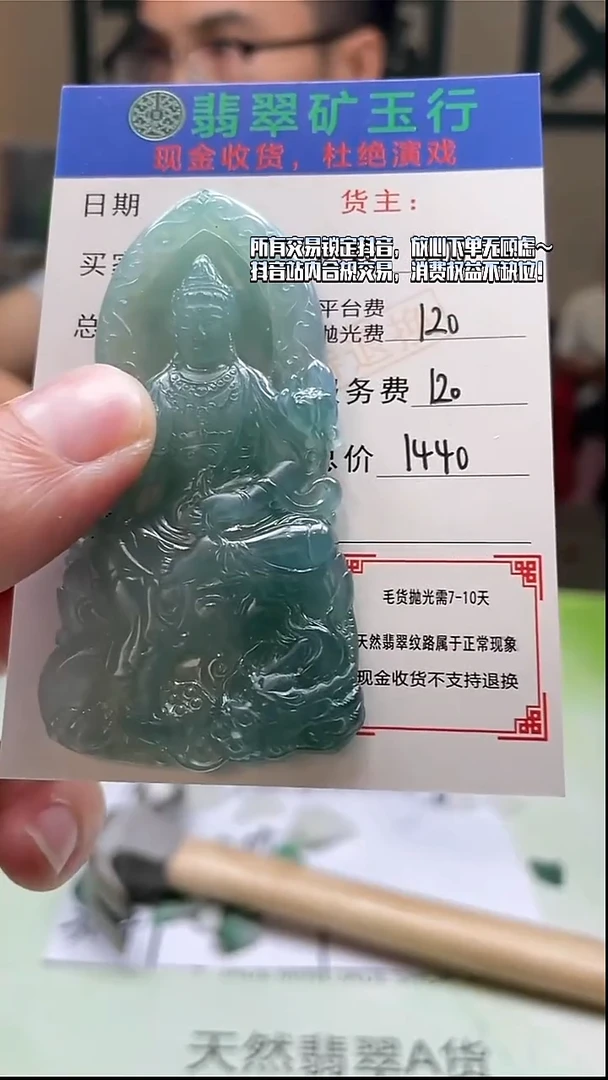 翡翠矿玉行
现金收货，杜绝演戏
日期
货主：
所有交易锁定抖音，放心下单无顾虑～
买
抖音站内合规交易，消费权益不缺位！
总
平台费
抛光费 120
服务费 120
总价 1440
毛货抛光需7-10天
天然翡翠纹路属于正常现象
现金收货不支持退换
天然翡翠A货